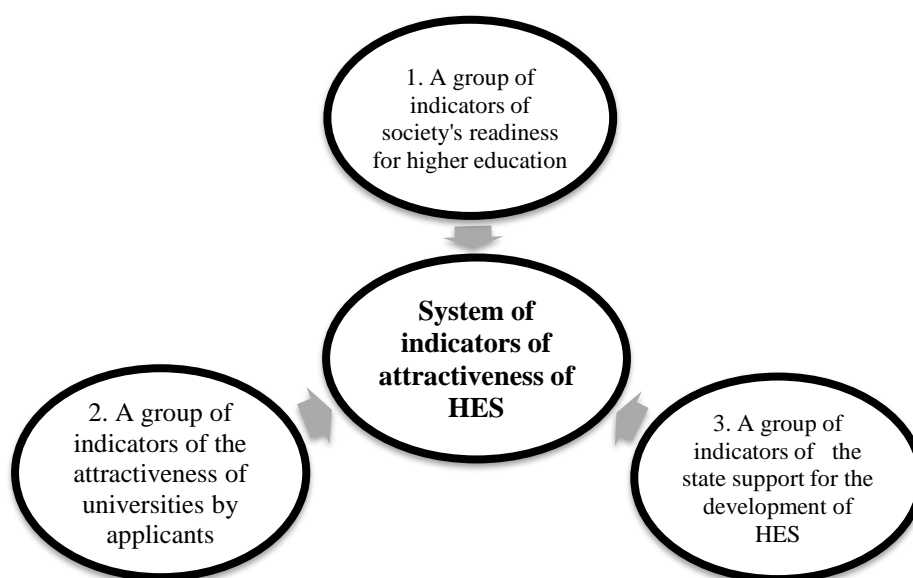 1. A group of
indicators of
society's readiness
for higher education
System of
indicators of
attractiveness of
HES
2. A group of
indicators of the
attractiveness of
universities by
applicants
3. A group of
indicators of the
state support for the
development of
HES